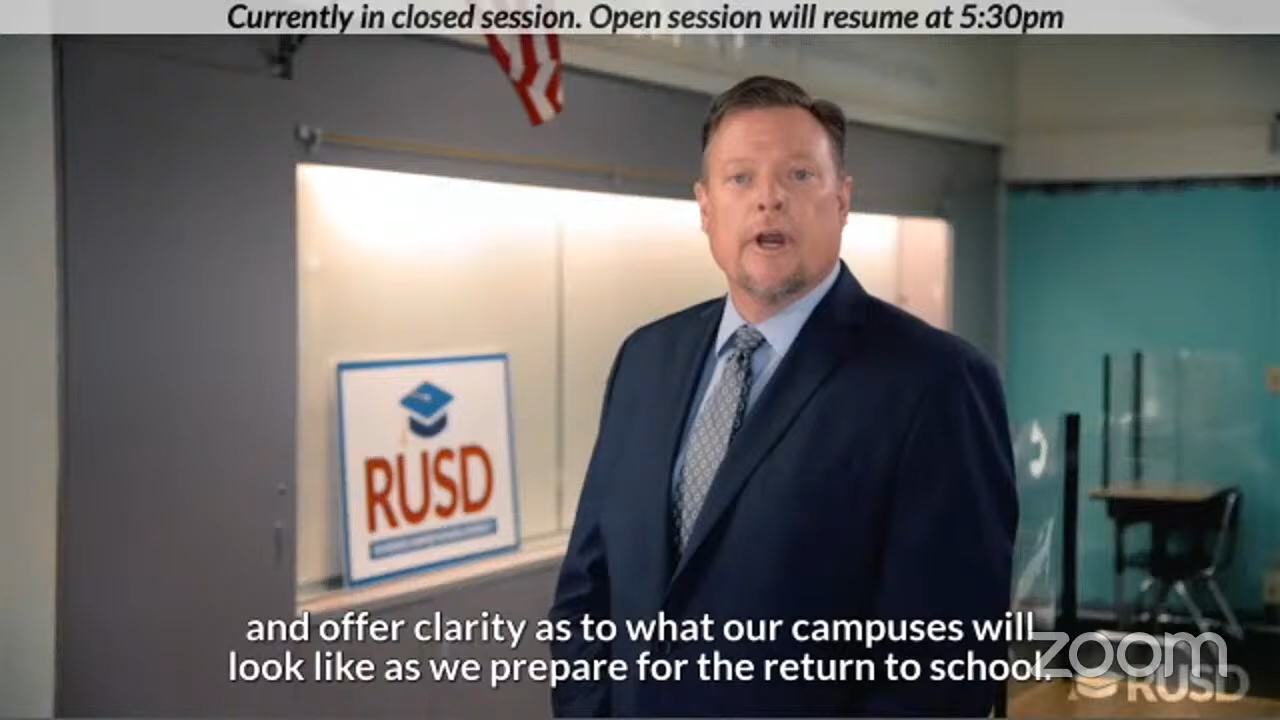 Currently in closed session. Open session will resume at 5:30pm
RUSD
and offer clarity as to what our campuses will
look like as we prepare for the return to school.
zoom
RUSD